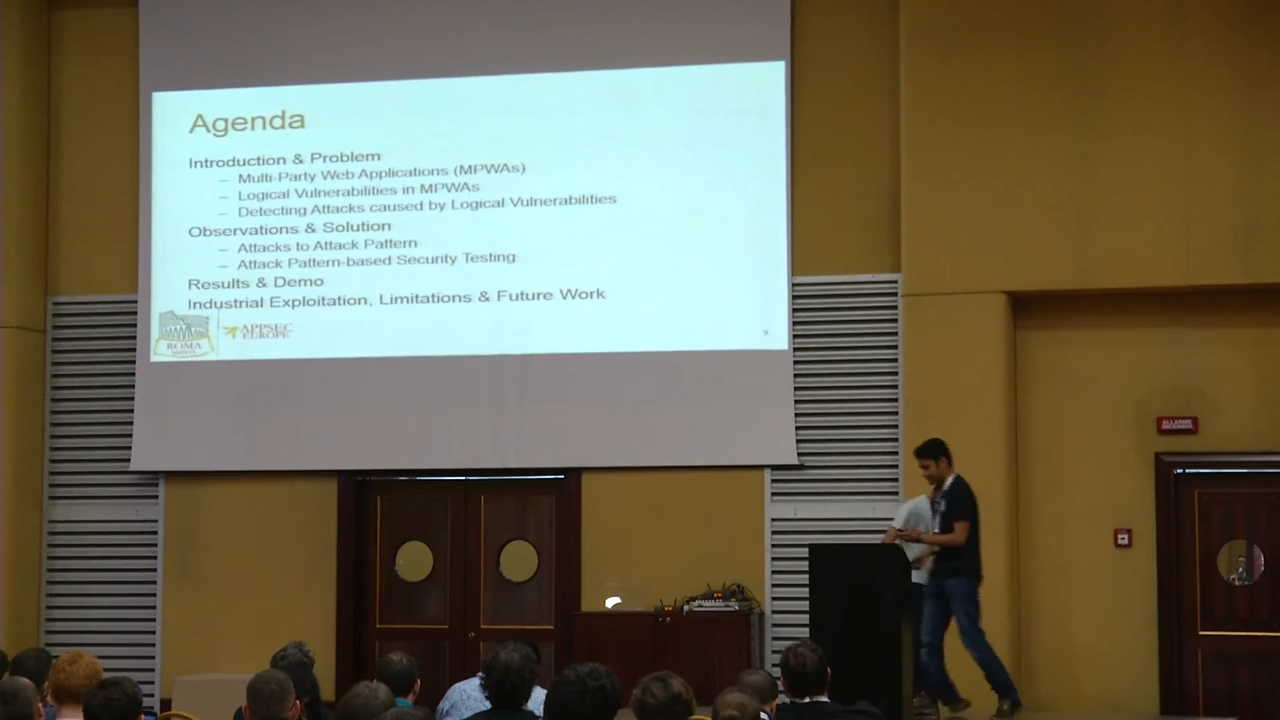 Agenda
Introduction & Problem
– Multi-Party Web Applications (MPWAs)
– Logical Vulnerabilities in MPWAs
– Detecting Attacks caused by Logical Vulnerabilities
Observations & Solution
– Attacks to Attack Pattern
– Attack Pattern-based Security Testing
Results & Demo
Industrial Exploitation, Limitations & Future Work
ROMA
APPSEC
EUROPE
ALLARME
INCENDIO